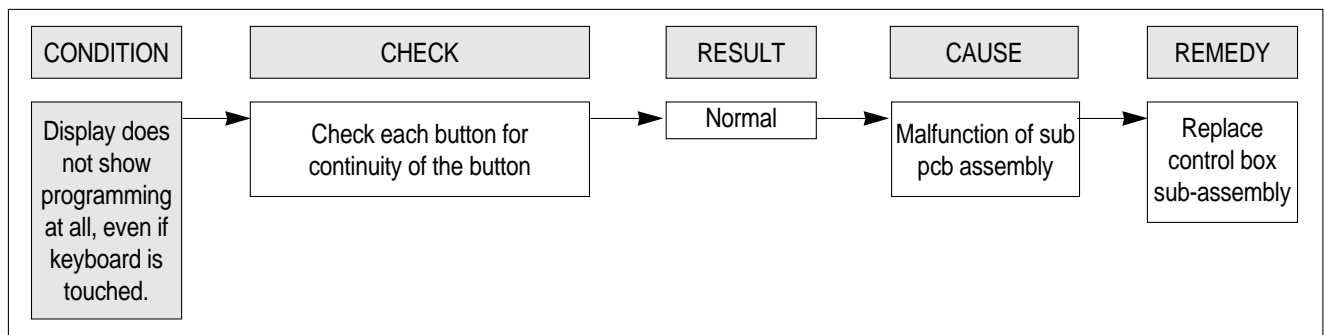 CONDITION
CHECK
RESULT
CAUSE
REMEDY
Display does
not show
programming
at all, even if
keyboard is
touched.
Check each button for
continuity of the button
Normal
Malfunction of sub
pcb assembly
Replace
control box
sub-assembly